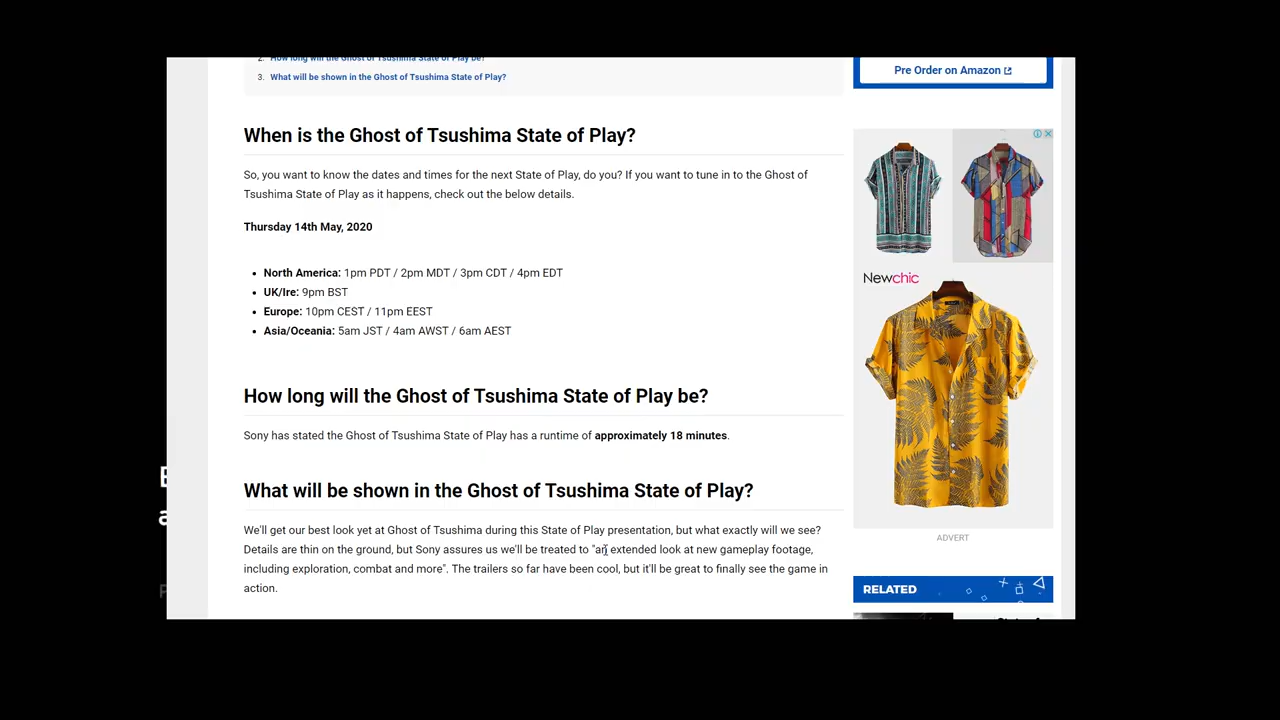 2. How long will the Ghost of Tsushima State of Play be?
3. What will be shown in the Ghost of Tsushima State of Play?
Pre Order on Amazon
When is the Ghost of Tsushima State of Play?
So, you want to know the dates and times for the next State of Play, do you? If you want to tune in to the Ghost of
Tsushima State of Play as it happens, check out the below details.
Thursday 14th May, 2020
• North America: 1pm PDT / 2pm MDT / 3pm CDT / 4pm EDT
• UK/Ire: 9pm BST
• Europe: 10pm CEST / 11pm EEST
• Asia/Oceania: 5am JST / 4am AWST / 6am AEST
Newchic
How long will the Ghost of Tsushima State of Play be?
Sony has stated the Ghost of Tsushima State of Play has a runtime of approximately 18 minutes.
What will be shown in the Ghost of Tsushima State of Play?
We'll get our best look yet at Ghost of Tsushima during this State of Play presentation, but what exactly will we see?
Details are thin on the ground, but Sony assures us we'll be treated to "an extended look at new gameplay footage,
including exploration, combat and more". The trailers so far have been cool, but it'll be great to finally see the game in
action.
ADVERT
RELATED